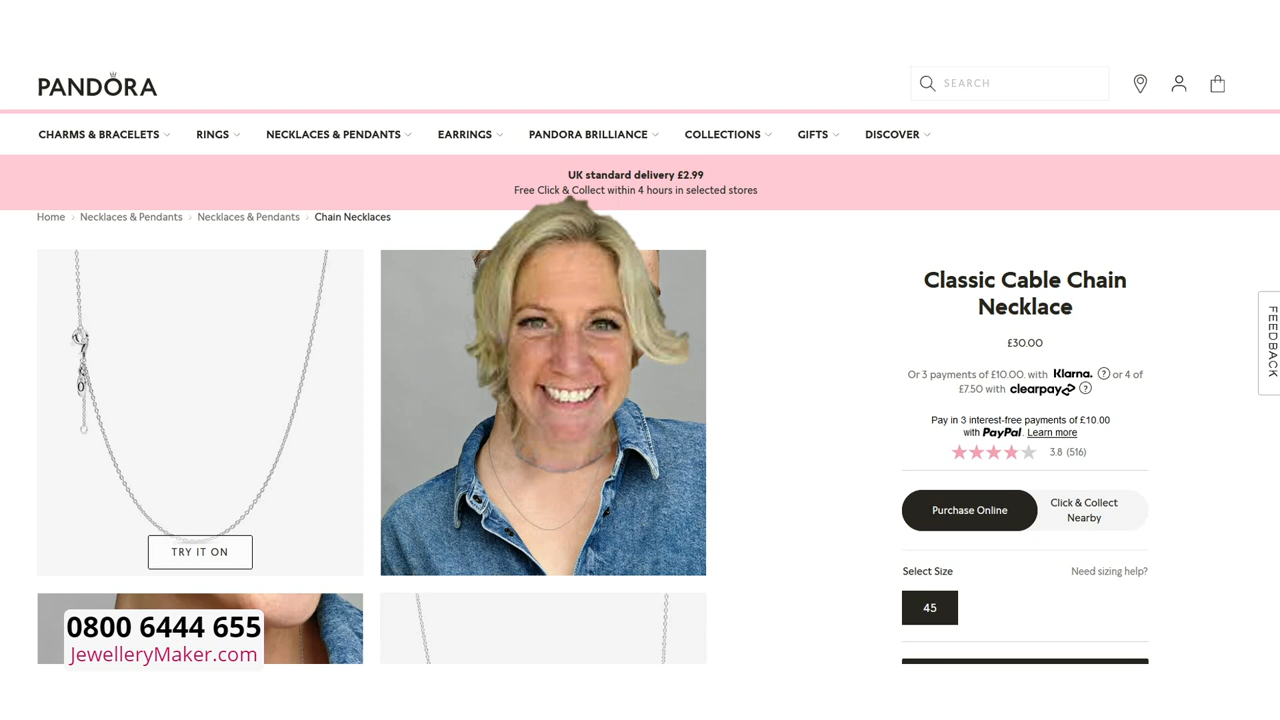 PANDORA
SEARCH
CHARMS & BRACELETS
RINGS
NECKLACES & PENDANTS
EARRINGS
PANDORA BRILLIANCE
COLLECTIONS
GIFTS
DISCOVER
UK standard delivery £2.99
Free Click & Collect within 4 hours in selected stores
Home > Necklaces & Pendants > Necklaces & Pendants > Chain Necklaces
TRY IT ON
Classic Cable Chain
Necklace
£30.00
Or 3 payments of £10.00. with Klarna. ? or 4 of
£7.50 with clearpay ?
Pay in 3 interest-free payments of £10.00
with PayPal. Learn more
3.8 (516)
Purchase Online
Click & Collect
Nearby
Select Size
Need sizing help?
45
FEEDBACK
0800 6444 655
JewelleryMaker.com